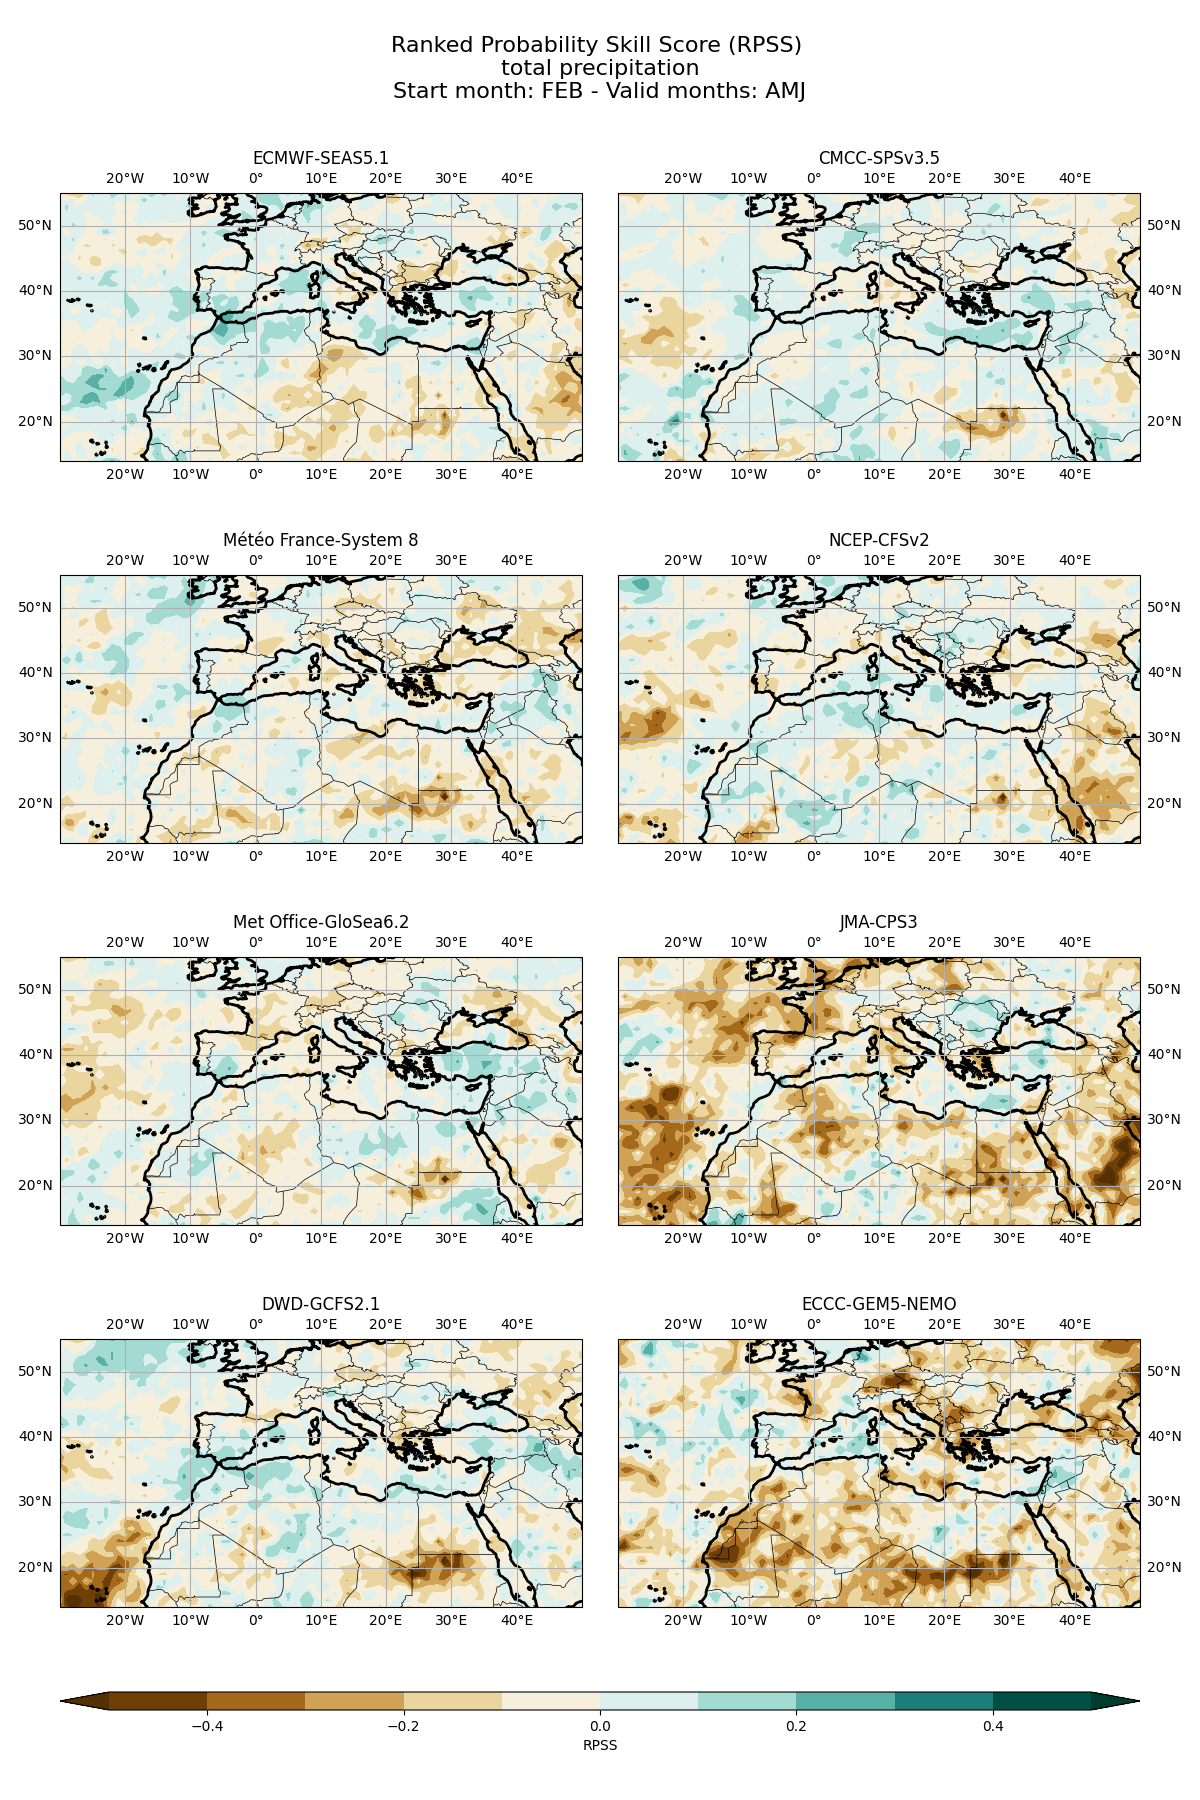 Ranked Probability Skill Score (RPSS)
total precipitation
Start month: FEB - Valid months: AMJ
ECMWF-SEAS5.1
20°W 10°W 0° 10°E 20°E 30°E 40°E
50°N
40°N
30°N
20°N
20°W 10°W 0° 10°E 20°E 30°E 40°E
CMCC-SPSv3.5
20°W 10°W 0° 10°E 20°E 30°E 40°E
50°N
40°N
30°N
20°N
20°W 10°W 0° 10°E 20°E 30°E 40°E
Météo France-System 8
20°W 10°W 0° 10°E 20°E 30°E 40°E
50°N
40°N
30°N
20°N
20°W 10°W 0° 10°E 20°E 30°E 40°E
NCEP-CFSv2
20°W 10°W 0° 10°E 20°E 30°E 40°E
50°N
40°N
30°N
20°N
20°W 10°W 0° 10°E 20°E 30°E 40°E
Met Office-GloSea6.2
20°W 10°W 0° 10°E 20°E 30°E 40°E
50°N
40°N
30°N
20°N
20°W 10°W 0° 10°E 20°E 30°E 40°E
JMA-CPS3
20°W 10°W 0° 10°E 20°E 30°E 40°E
50°N
40°N
30°N
20°N
20°W 10°W 0° 10°E 20°E 30°E 40°E
DWD-GCFS2.1
20°W 10°W 0° 10°E 20°E 30°E 40°E
50°N
40°N
30°N
20°N
20°W 10°W 0° 10°E 20°E 30°E 40°E
ECCC-GEM5-NEMO
20°W 10°W 0° 10°E 20°E 30°E 40°E
50°N
40°N
30°N
20°N
20°W 10°W 0° 10°E 20°E 30°E 40°E
−0.4 −0.2 0.0 0.2 0.4
RPSS